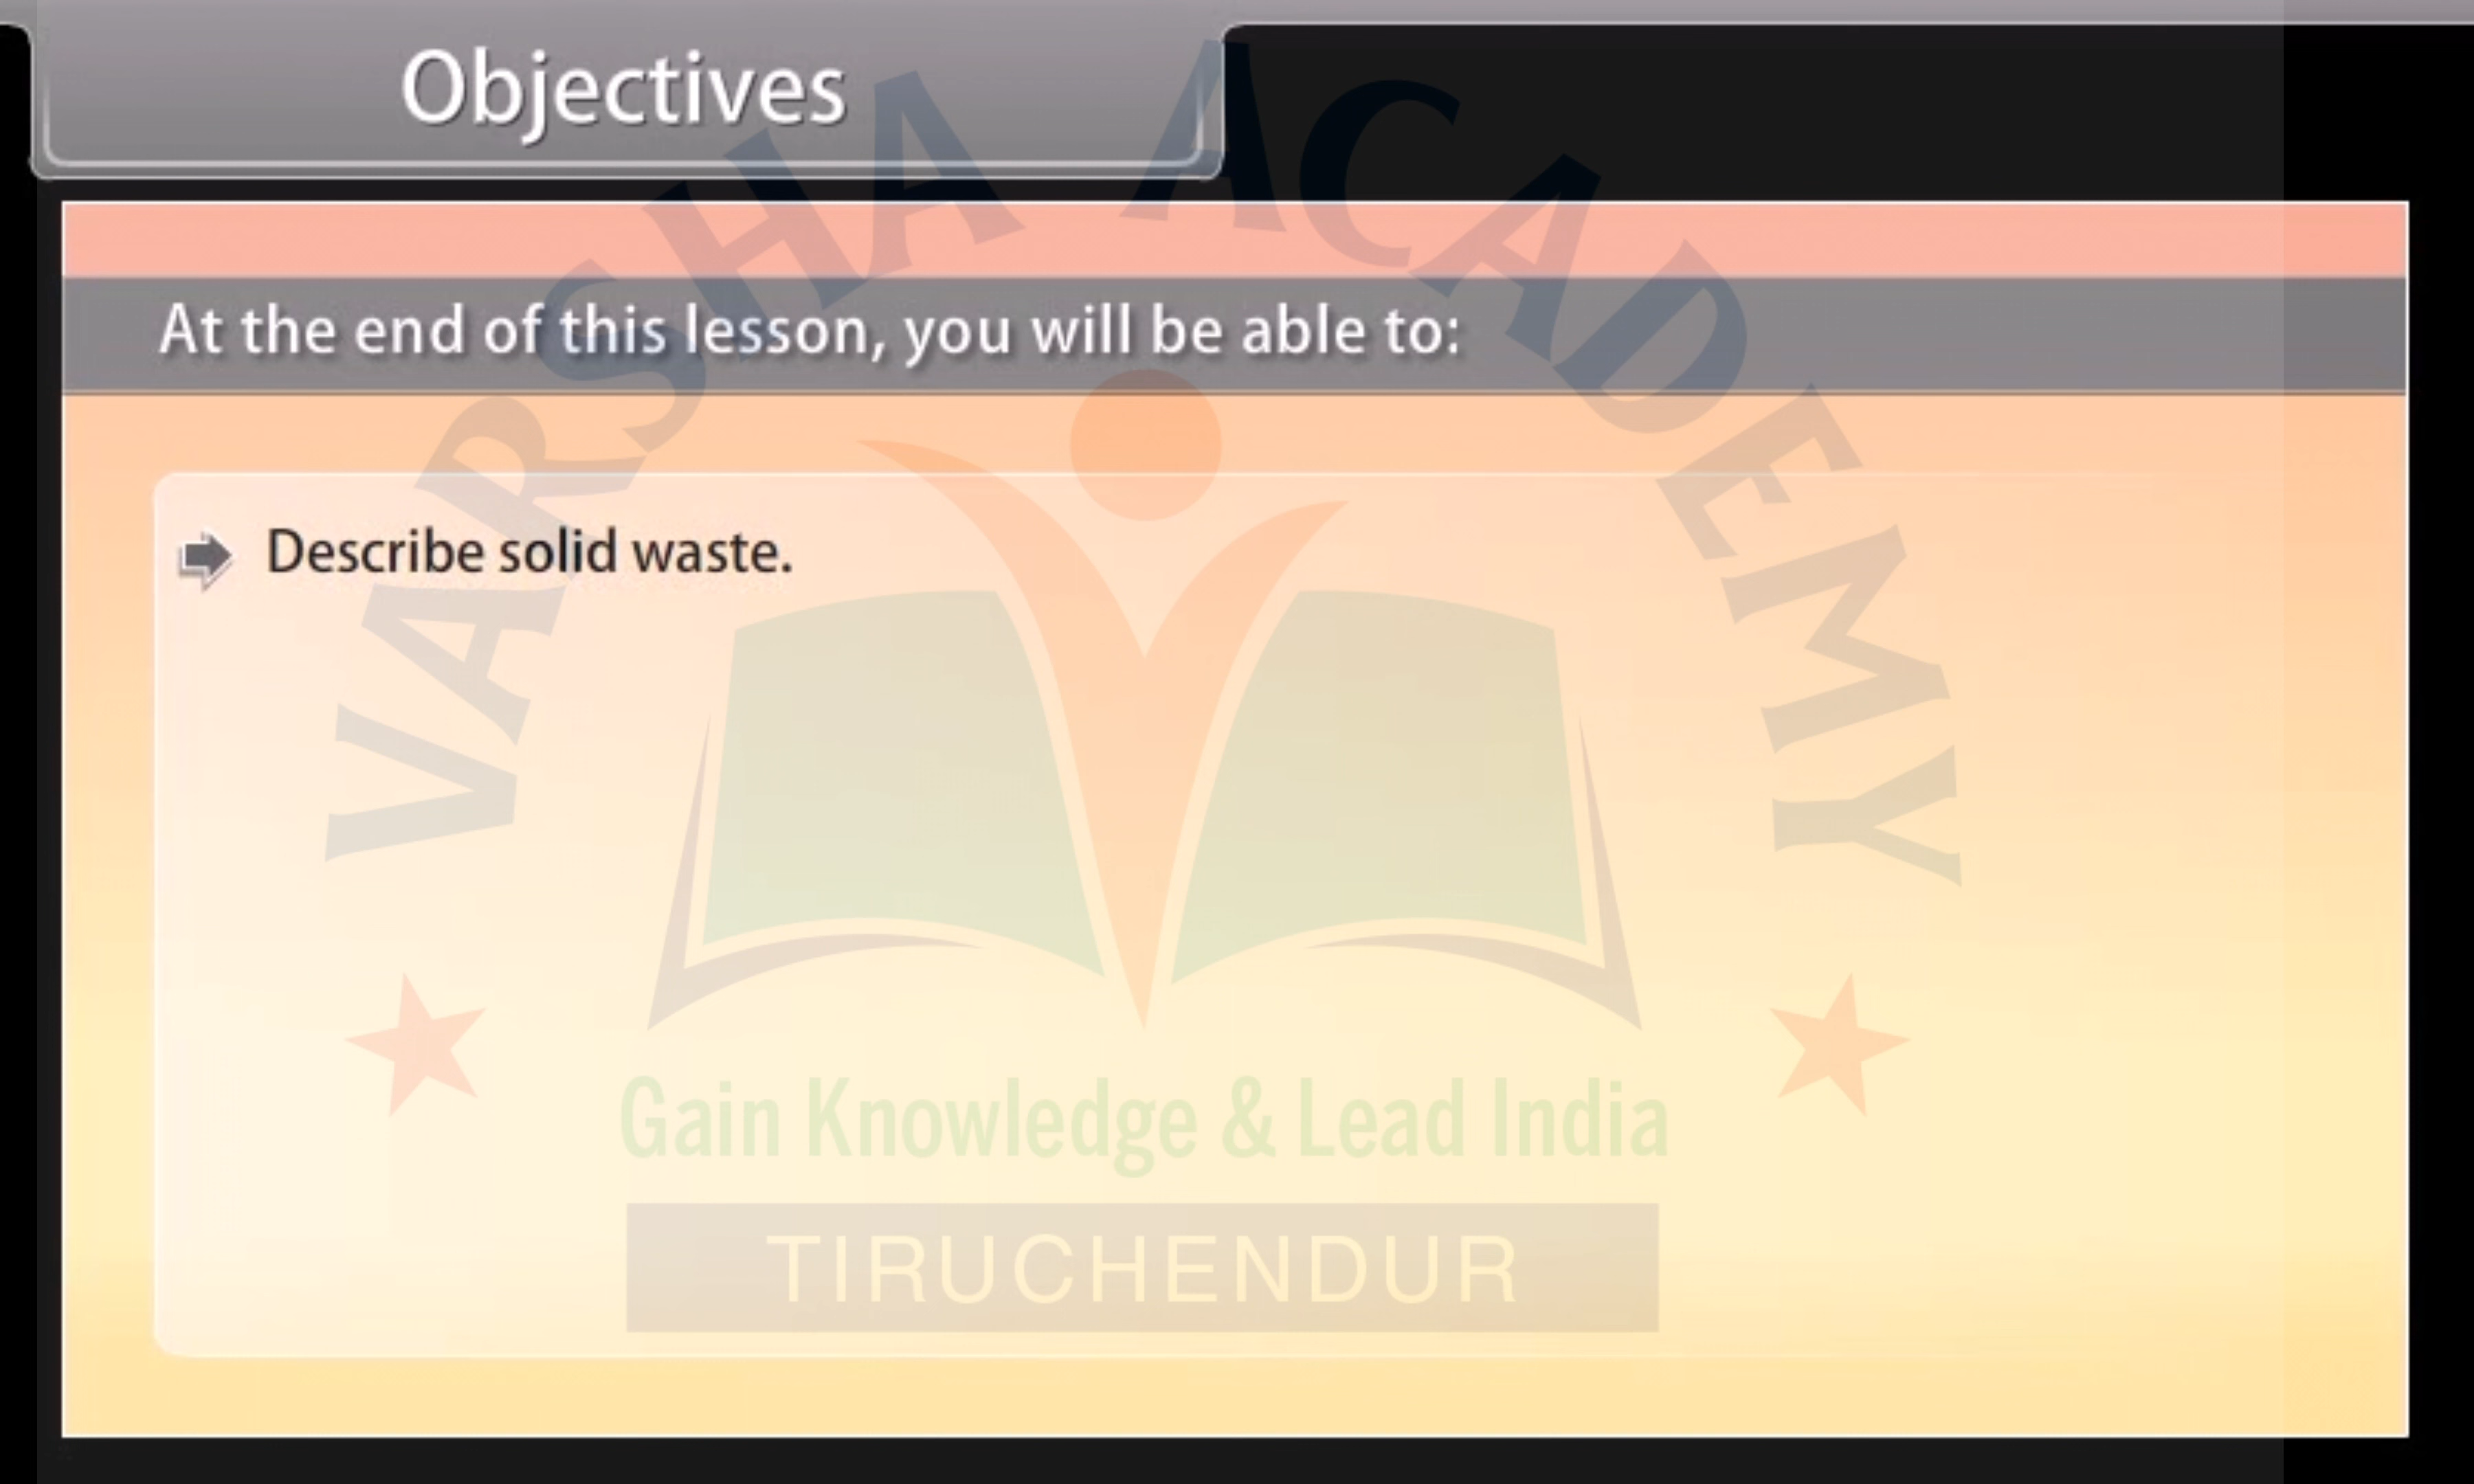 Objectives
VARSHA ACADEMY
At the end of this lesson, you will be able to:
Describe solid waste.
Gain Knowledge & Lead India
TIRUCHENDUR